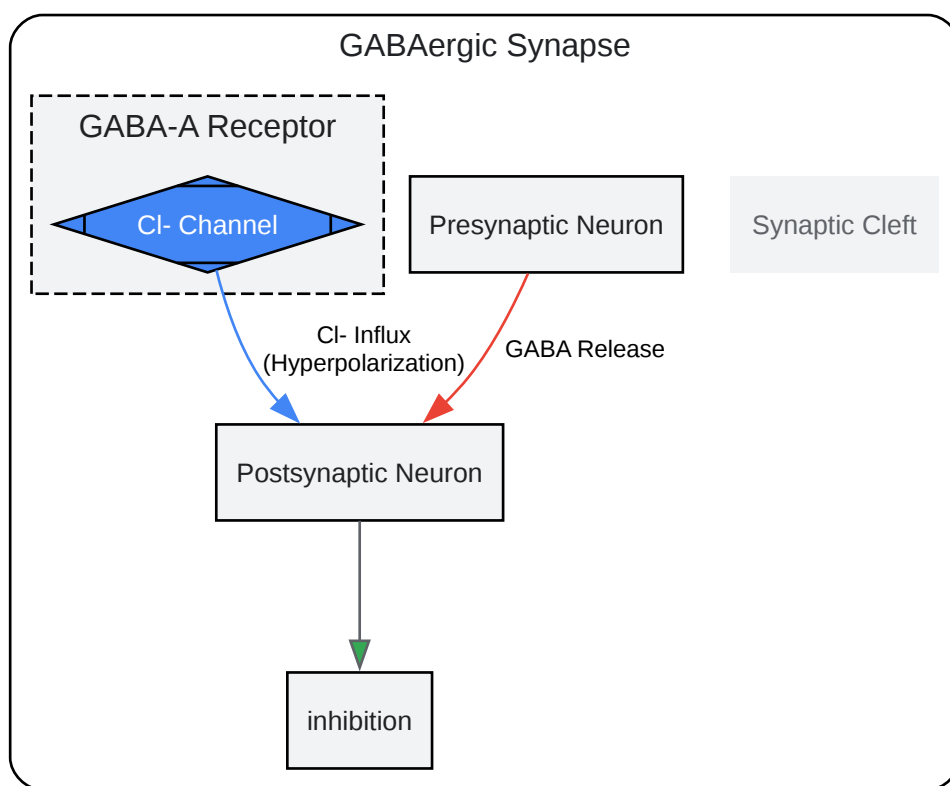 GABAergic Synapse
GABA-A Receptor
Cl- Channel
Presynaptic Neuron
Synaptic Cleft
Cl- Influx
(Hyperpolarization)
GABA Release
Postsynaptic Neuron
inhibition